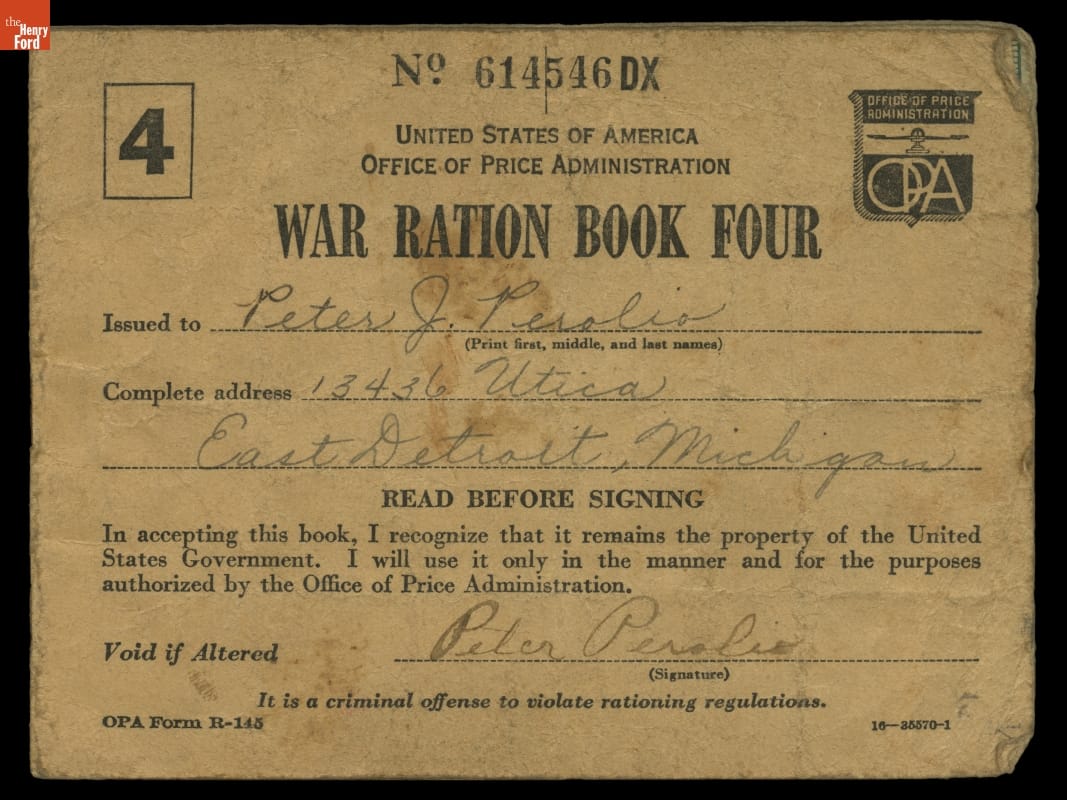 the
Henry
Ford
Nº 614546 DX
4
OFFICE OF PRICE
ADMINISTRATION
OPA
UNITED STATES OF AMERICA
OFFICE OF PRICE ADMINISTRATION
WAR RATION BOOK FOUR
Issued to Peter J. Perolio
(Print first, middle, and last names)
Complete address 13436 Utica
East Detroit, Michigan
READ BEFORE SIGNING
In accepting this book, I recognize that it remains the property of the United
States Government. I will use it only in the manner and for the purposes
authorized by the Office of Price Administration.
Void if Altered Peter Perolio
(Signature)
It is a criminal offense to violate rationing regulations.
OPA Form R-145 16—35570-1